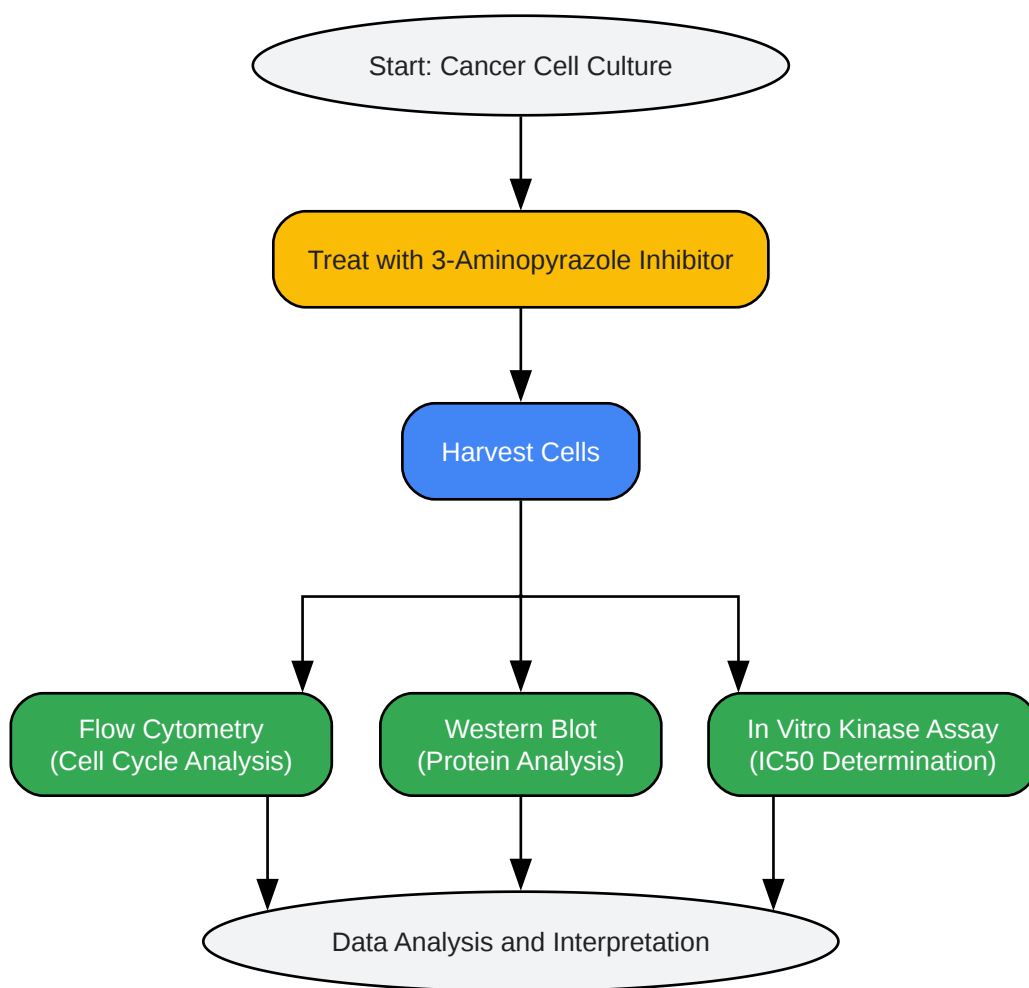 Start: Cancer Cell Culture
Treat with 3-Aminopyrazole Inhibitor
Harvest Cells
Flow Cytometry
(Cell Cycle Analysis)
Western Blot
(Protein Analysis)
In Vitro Kinase Assay
(IC50 Determination)
Data Analysis and Interpretation